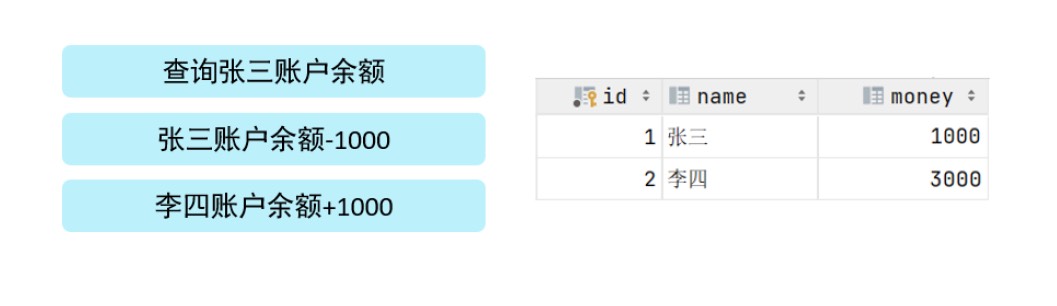 查询张三账户余额
张三账户余额-1000
李四账户余额+1000
id name money
1 张三 1000
2 李四 3000